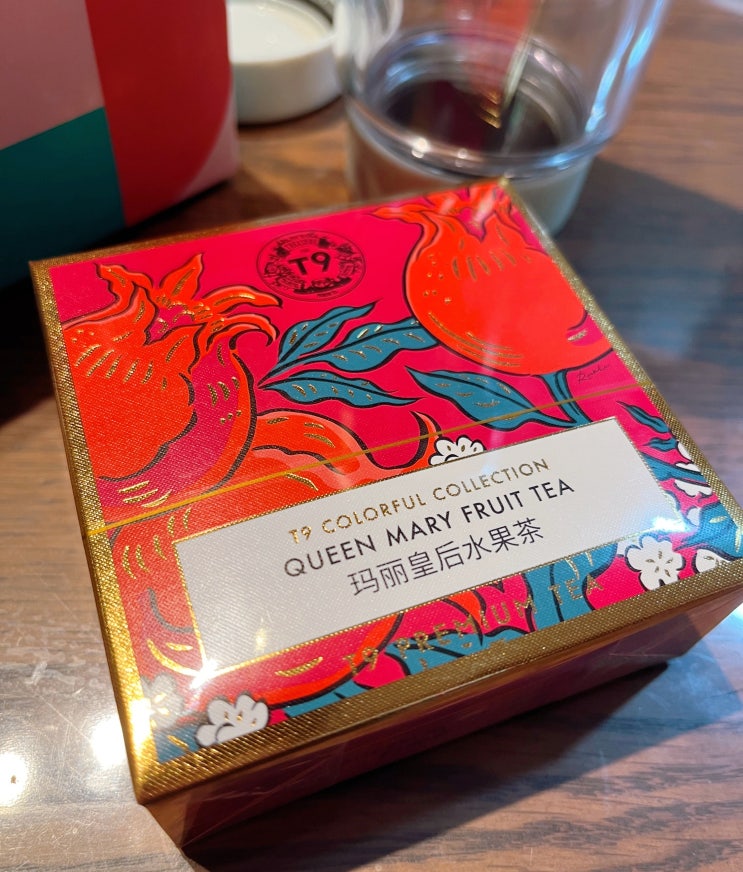 T9
T9 COLORFUL COLLECTION
QUEEN MARY FRUIT TEA
玛丽皇后水果茶
T9 PREMIUM TEA